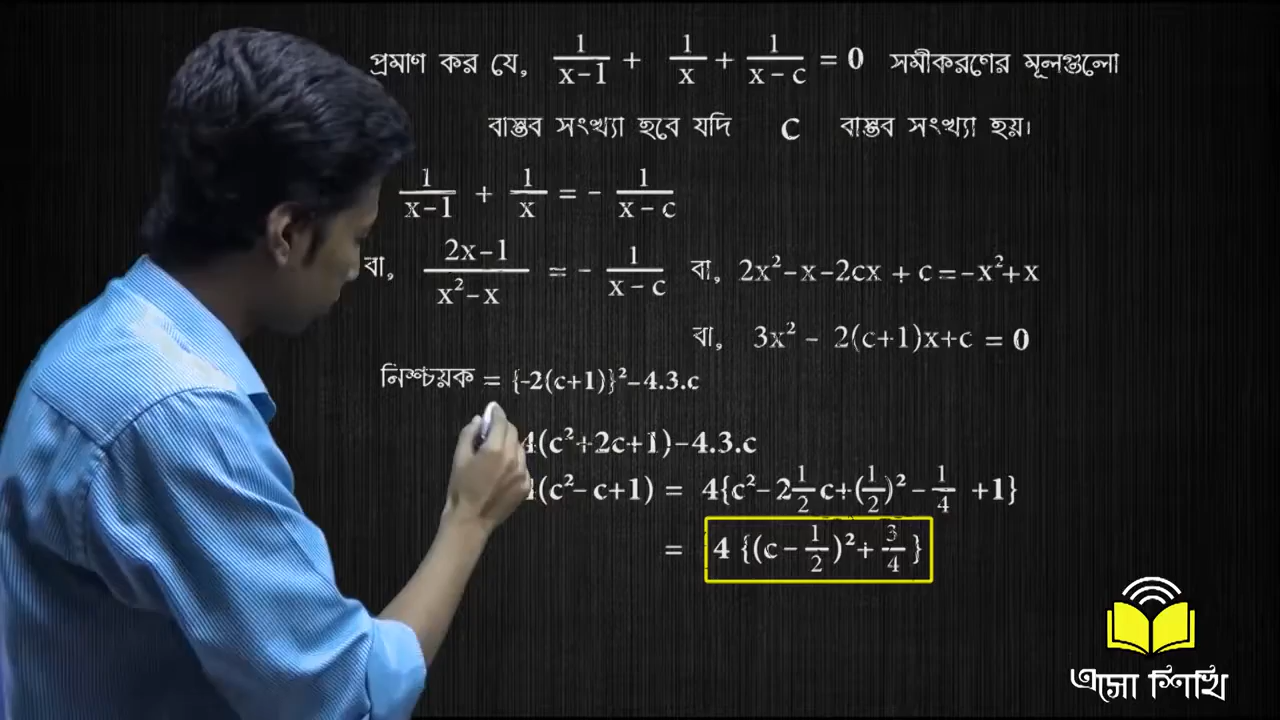 প্রমাণ কর যে, 1/(x-1) + 1/x + 1/(x-c) = 0 সমীকরণের মূলগুলো
বাস্তব সংখ্যা হবে যদি c বাস্তব সংখ্যা হয়।
1/(x-1) + 1/x = - 1/(x-c)
বা, (2x-1)/(x²-x) = - 1/(x-c) বা, 2x²-x-2cx+c=-x²+x
বা, 3x² - 2(c+1)x+c = 0
নিশ্চয়ক = {-2(c+1)}²-4.3.c
4(c²+2c+1)-4.3.c
(c²-c+1) = 4{c²-2 1/2 c+(1/2)²- 1/4 +1}
= 4 {(c- 1/2)²+ 3/4 }
এসো শিখি